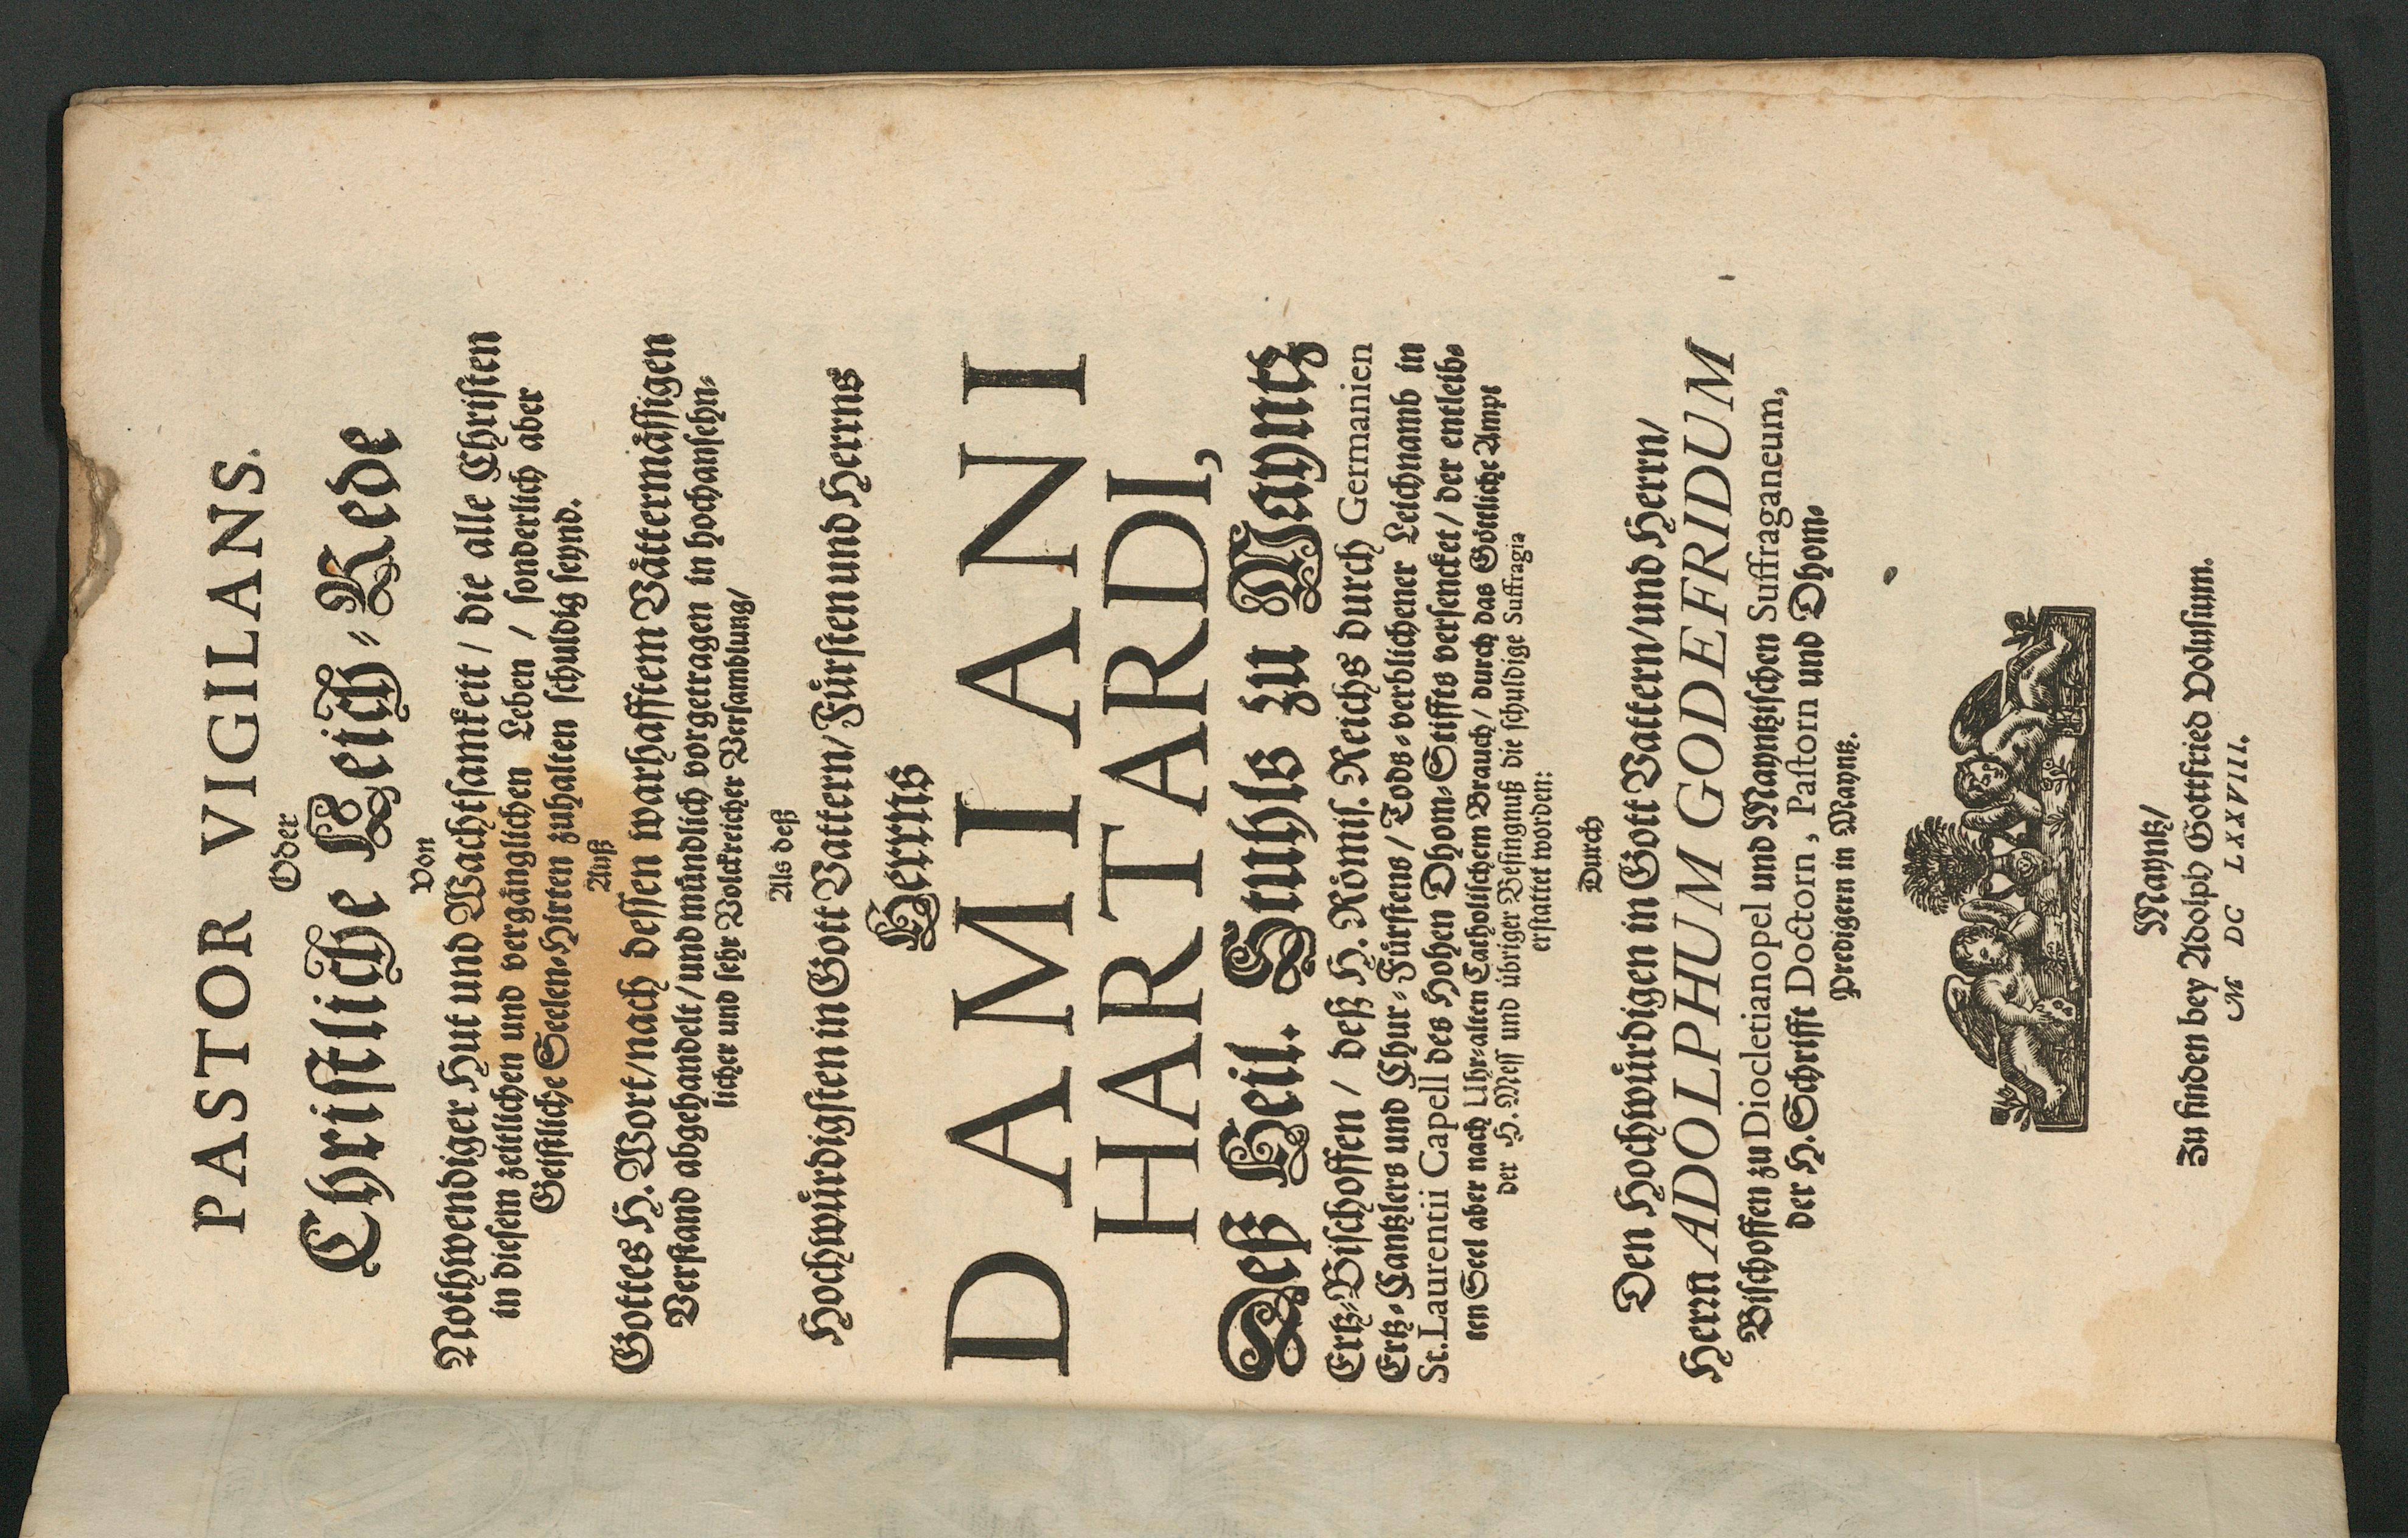 PASTOR VIGILANS.
Oder
Christliche Leich-Rede
Von
Nothwendiger Hut und Wachtsamkeit / die alle Christen
in diesem zeitlichen und vergänglichen Leben / sonderlich aber
Geistliche Seelen-Hirten zuhalten schuldig seynd.
Auß
Gottes H. Wort/nach dessen warhafftem Vättermässigen
Verstand abgehandelt/und mündlich vorgetragen in hochansehn-
licher und sehr Volckreicher Versamblung/
Als deß
Hochwürdigsten in Gott Vattern/Fürsten und Herrns
Herrns
DAMIANI
HARTARDI,
Deß Heil. Stuhls zu Mayntz
Ertz-Bischoffen / deß H. Römis. Reichs durch Germanien
Ertz-Cantzlers und Chur-Fürstens / Tods-verblichener Leichnamb in
St. Laurentii Capell des Hohen Dhom-Stiffts versencket / der entleib-
ten Seel aber nach Uhr-alten Catholischem Brauch / durch das Göttliche Ampt
der H. Mess und übriger Besingnuß die schuldige Suffragia
erstattet worden:
Durch
Den Hochwürdigen in Gott Vattern/und Herrn/
Herrn ADOLPHUM GODEFRIDUM
Bischoffen zu Diocletianopel und Mayntzischen Suffraganeum,
der H. Schrifft Doctorn, Pastorn und Dhom-
Predigern in Mayntz.
Mayntz/
Zu finden bey Adolph Gottfried Volusum.
M DC LXXVIII.